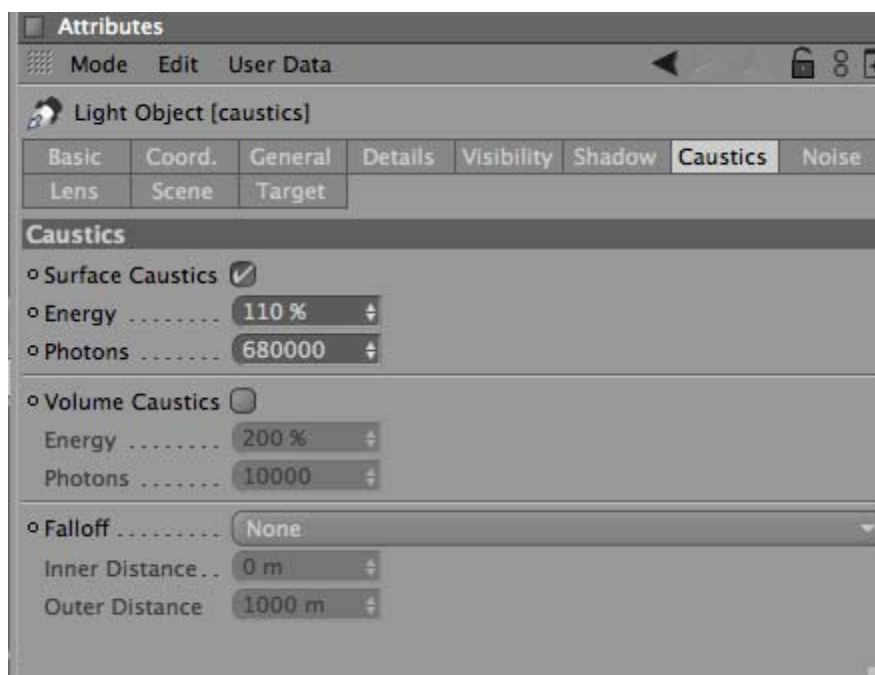 Attributes
Mode Edit User Data
Light Object [caustics]
Basic Coord. General Details Visibility Shadow Caustics Noise
Lens Scene Target
Caustics
Surface Caustics
Energy ........ 110 %
Photons ....... 680000
Volume Caustics
Energy ........ 200 %
Photons ....... 10000
Falloff ......... None
Inner Distance.. 0 m
Outer Distance 1000 m